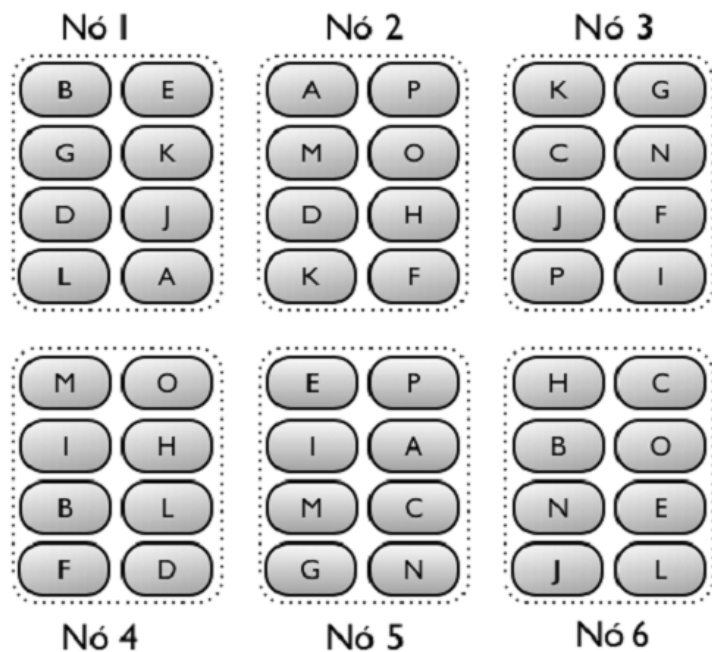 Nó 1 Nó 2 Nó 3
B E A P K G
G K M O C N
D J D H J F
L A K F P I
M O E P H C
I H I A B O
B L M C N E
F D G N J L
Nó 4 Nó 5 Nó 6